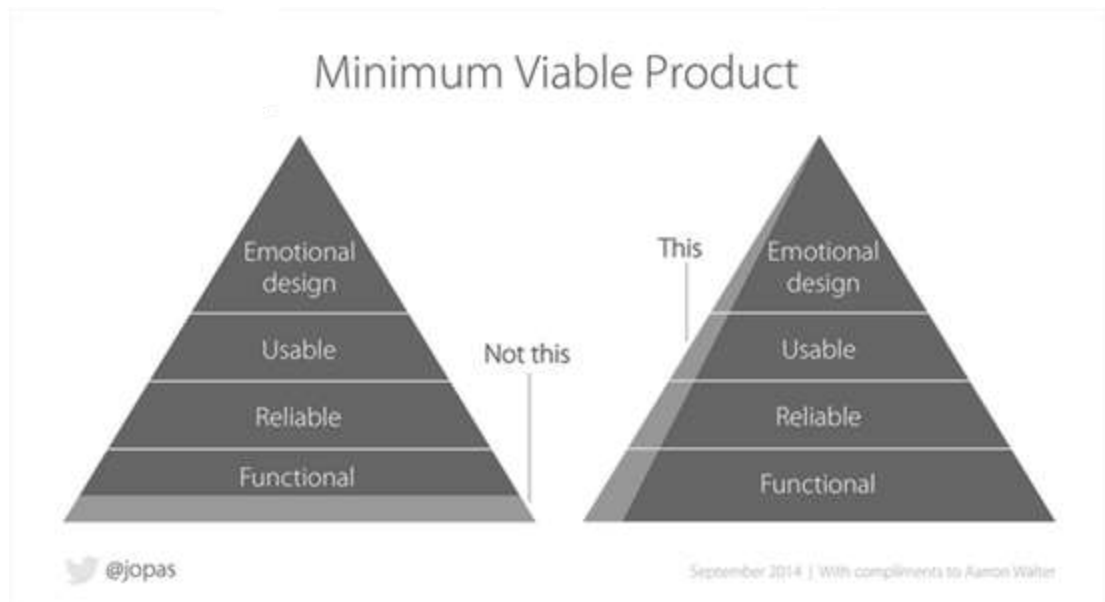 Minimum Viable Product
Emotional
design
Usable
Reliable
Functional
Not this
This
Emotional
design
Usable
Reliable
Functional
@jopas
September 2014 | With compliments to Aarron Walter